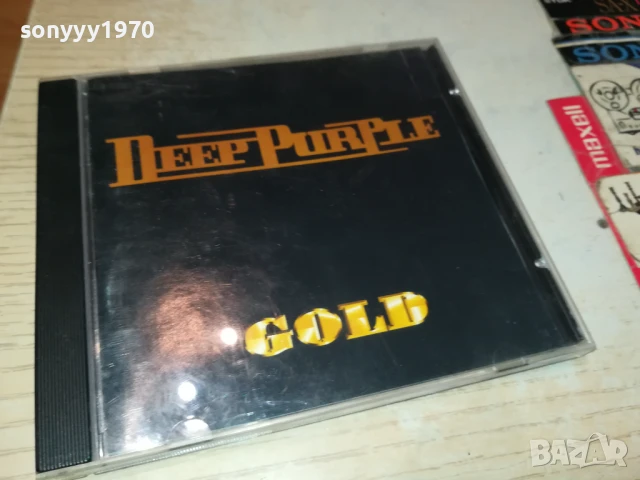 sonyyy1970
DEEP PURPLE
GOLD
SON
SON
maxell
BAZAR